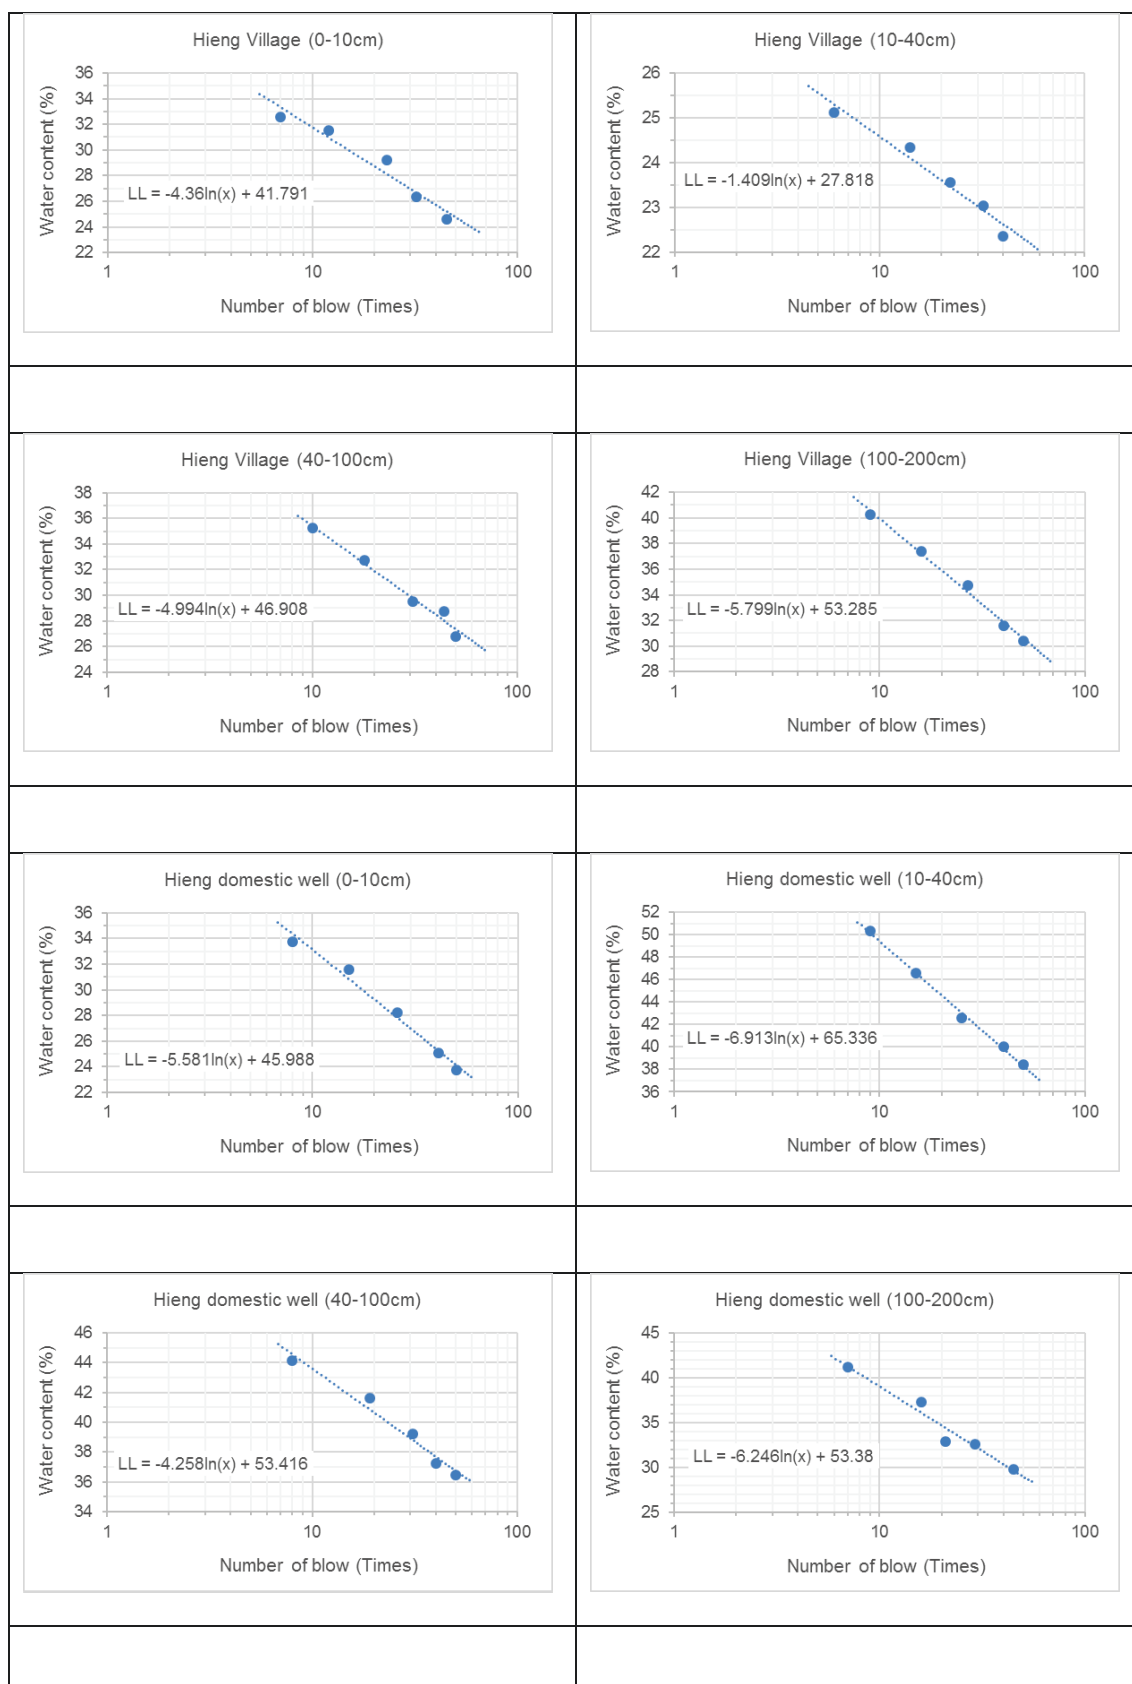 Hieng Village (0-10cm)
Water content (%)
36
34
32
30
28
26
24
22
LL = -4.36ln(x) + 41.791
1
10
100
Number of blow (Times)
Hieng Village (10-40cm)
Water content (%)
26
25
24
23
22
LL = -1.409ln(x) + 27.818
1
10
100
Number of blow (Times)
Hieng Village (40-100cm)
Water content (%)
38
36
34
32
30
28
26
24
LL = -4.994ln(x) + 46.908
1
10
100
Number of blow (Times)
Hieng Village (100-200cm)
Water content (%)
42
40
38
36
34
32
30
28
LL = -5.799ln(x) + 53.285
1
10
100
Number of blow (Times)
Hieng domestic well (0-10cm)
Water content (%)
36
34
32
30
28
26
24
22
LL = -5.581ln(x) + 45.988
1
10
100
Number of blow (Times)
Hieng domestic well (10-40cm)
Water content (%)
52
50
48
46
44
42
40
38
36
LL = -6.913ln(x) + 65.336
1
10
100
Number of blow (Times)
Hieng domestic well (40-100cm)
Water content (%)
46
44
42
40
38
36
34
LL = -4.258ln(x) + 53.416
1
10
100
Number of blow (Times)
Hieng domestic well (100-200cm)
Water content (%)
45
40
35
30
25
LL = -6.246ln(x) + 53.38
1
10
100
Number of blow (Times)